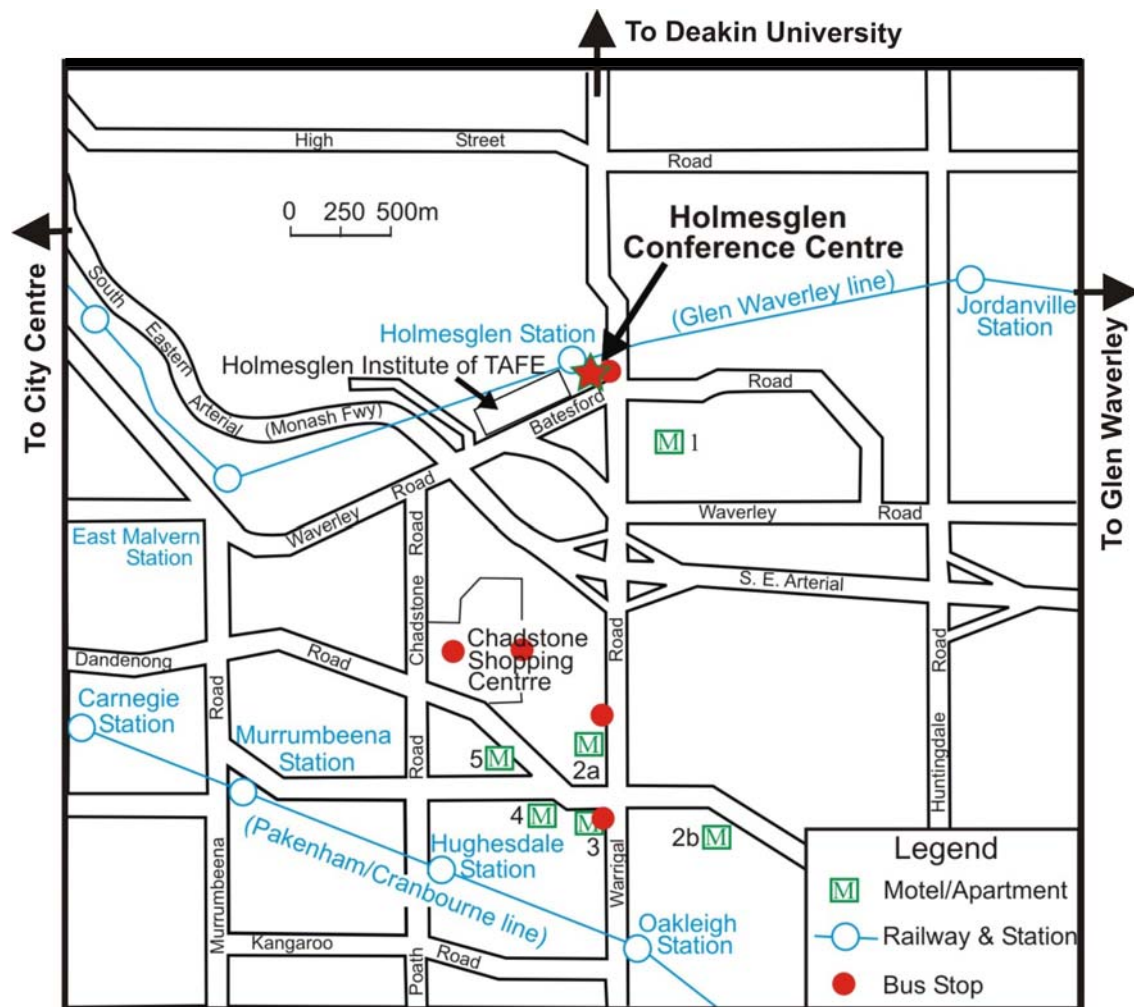 To Deakin University
High Street
Road
0 250 500m
Holmesglen
Conference Centre
To City Centre
South Eastern Arterial (Monash Fwy)
(Glen Waverley line)
Holmesglen Station
Jordanville
Station
Holmesglen Institute of TAFE
To Glen Waverley
Road
Batesford
M 1
Waverley Road
Waverley Road
East Malvern
Station
Chadstone Road
S. E. Arterial
Chadstone
Shopping
Centrre
Road
Dandenong Road
Road
Huntingdale Road
Carnegie
Station
Murrumbeena
Station
Road
5 M
M
2a
4 M
M
3
2b M
(Pakenham/Cranbourne line)
Hughesdale
Station
Warrigal
Murrumbeena
Kangaroo Road
Poath
Oakleigh
Station
Legend
M Motel/Apartment
Railway & Station
Bus Stop